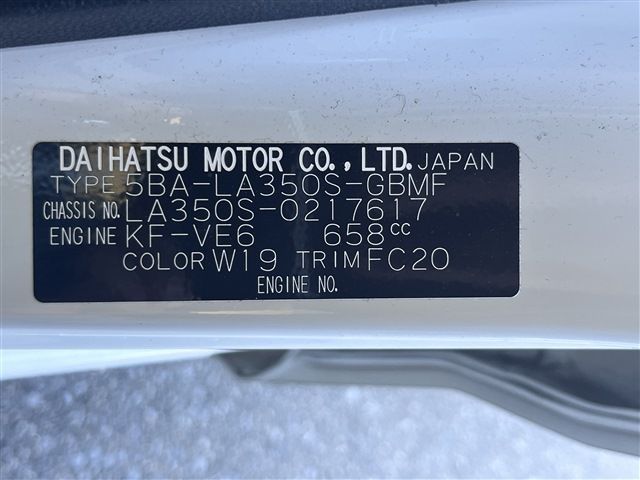 DAIHATSU MOTOR CO.,LTD. JAPAN
TYPE 5BA-LA350S-GBMF
CHASSIS NO. LA350S-0217617
ENGINE KF-VE6 658cc
COLOR W19 TRIM FC20
ENGINE NO.